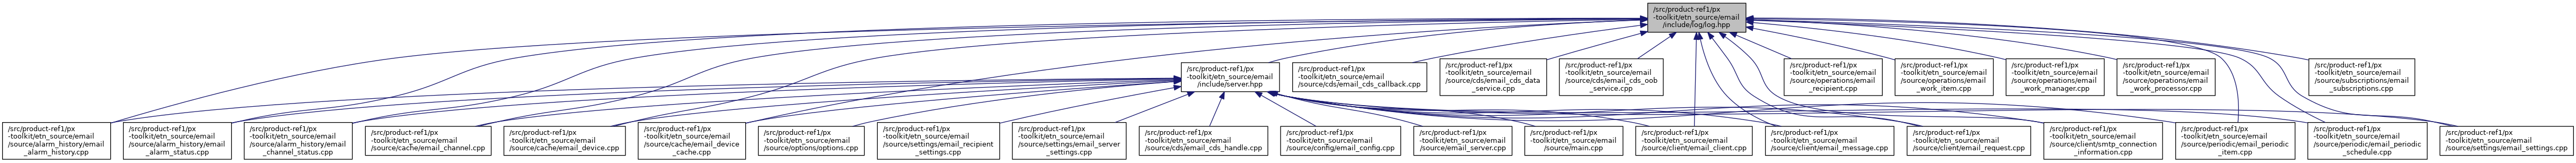 /src/product-ref1/px
-toolkit/etn_source/email
/include/log/log.hpp
/src/product-ref1/px
-toolkit/etn_source/email
/include/server.hpp
/src/product-ref1/px
-toolkit/etn_source/email
/source/cds/email_cds_callback.cpp
/src/product-ref1/px
-toolkit/etn_source/email
/source/cds/email_cds_data
_service.cpp
/src/product-ref1/px
-toolkit/etn_source/email
/source/cds/email_cds_oob
_service.cpp
/src/product-ref1/px
-toolkit/etn_source/email
/source/operations/email
_recipient.cpp
/src/product-ref1/px
-toolkit/etn_source/email
/source/operations/email
_work_item.cpp
/src/product-ref1/px
-toolkit/etn_source/email
/source/operations/email
_work_manager.cpp
/src/product-ref1/px
-toolkit/etn_source/email
/source/operations/email
_work_processor.cpp
/src/product-ref1/px
-toolkit/etn_source/email
/source/subscriptions/email
_subscriptions.cpp
/src/product-ref1/px
-toolkit/etn_source/email
/source/alarm_history/email
_alarm_history.cpp
/src/product-ref1/px
-toolkit/etn_source/email
/source/alarm_history/email
_alarm_status.cpp
/src/product-ref1/px
-toolkit/etn_source/email
/source/alarm_history/email
_channel_status.cpp
/src/product-ref1/px
-toolkit/etn_source/email
/source/cache/email_channel.cpp
/src/product-ref1/px
-toolkit/etn_source/email
/source/cache/email_device.cpp
/src/product-ref1/px
-toolkit/etn_source/email
/source/cache/email_device
_cache.cpp
/src/product-ref1/px
-toolkit/etn_source/email
/source/options/options.cpp
/src/product-ref1/px
-toolkit/etn_source/email
/source/settings/email_recipient
_settings.cpp
/src/product-ref1/px
-toolkit/etn_source/email
/source/settings/email_server
_settings.cpp
/src/product-ref1/px
-toolkit/etn_source/email
/source/cds/email_cds_handle.cpp
/src/product-ref1/px
-toolkit/etn_source/email
/source/config/email_config.cpp
/src/product-ref1/px
-toolkit/etn_source/email
/source/email_server.cpp
/src/product-ref1/px
-toolkit/etn_source/email
/source/main.cpp
/src/product-ref1/px
-toolkit/etn_source/email
/source/client/email_client.cpp
/src/product-ref1/px
-toolkit/etn_source/email
/source/client/email_message.cpp
/src/product-ref1/px
-toolkit/etn_source/email
/source/client/email_request.cpp
/src/product-ref1/px
-toolkit/etn_source/email
/source/client/smtp_connection
_information.cpp
/src/product-ref1/px
-toolkit/etn_source/email
/source/periodic/email_periodic
_item.cpp
/src/product-ref1/px
-toolkit/etn_source/email
/source/periodic/email_periodic
_schedule.cpp
/src/product-ref1/px
-toolkit/etn_source/email
/source/settings/email_settings.cpp